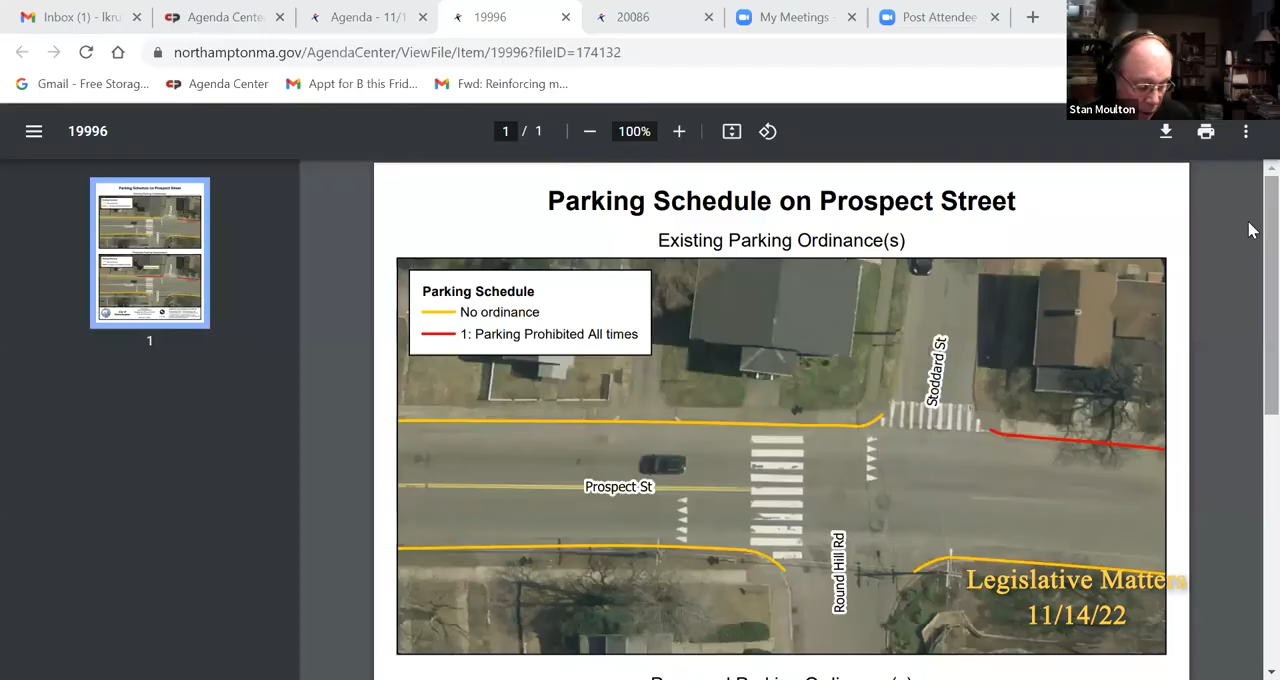 Inbox (1) - lkru
Agenda Cente
Agenda - 11/1
19996
20086
My Meetings -
Post Attendee
northamptonma.gov/AgendaCenter/ViewFile/Item/19996?fileID=174132
Gmail - Free Storag...
Agenda Center
Appt for B this Frid...
Fwd: Reinforcing m...
Stan Moulton
19996
1 / 1
100%
1
Parking Schedule on Prospect Street
Existing Parking Ordinance(s)
Parking Schedule
No ordinance
1: Parking Prohibited All times
Stoddard St
Prospect St
Round Hill Rd
Legislative Matters
11/14/22